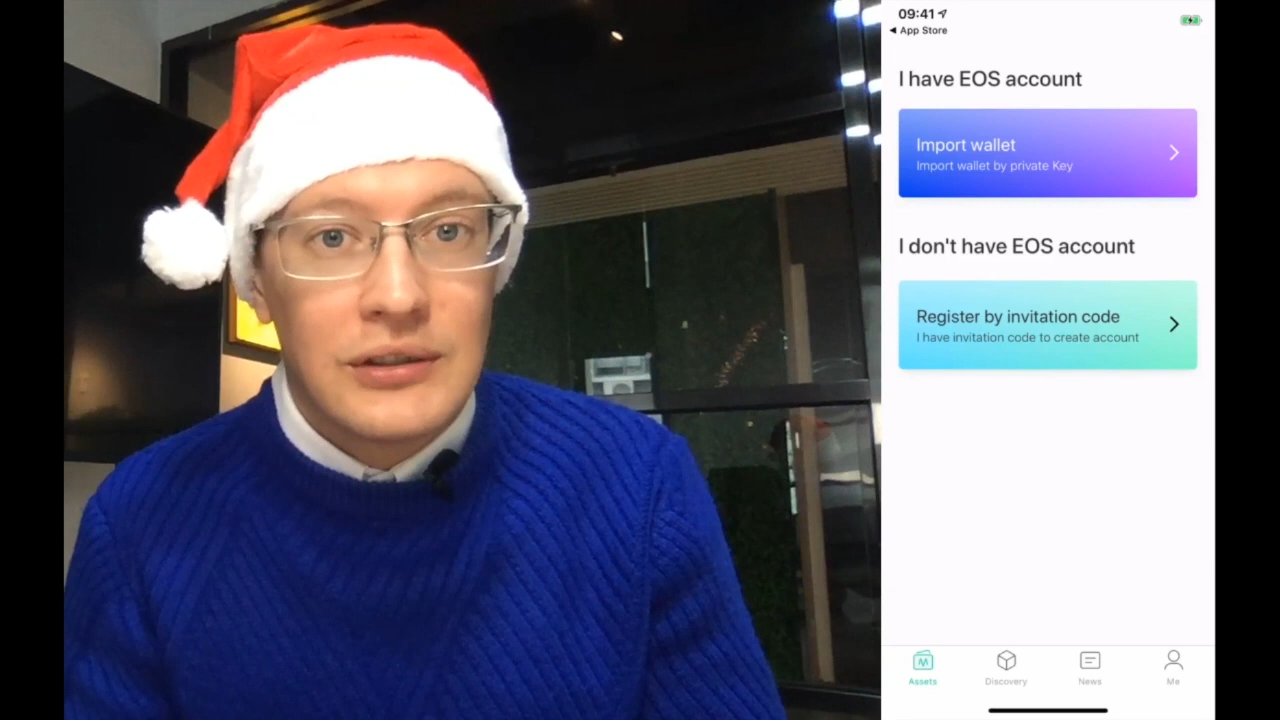 09:41
App Store
I have EOS account
Import wallet
Import wallet by private Key
I don't have EOS account
Register by invitation code
I have invitation code to create account
Assets
Discovery
News
Me